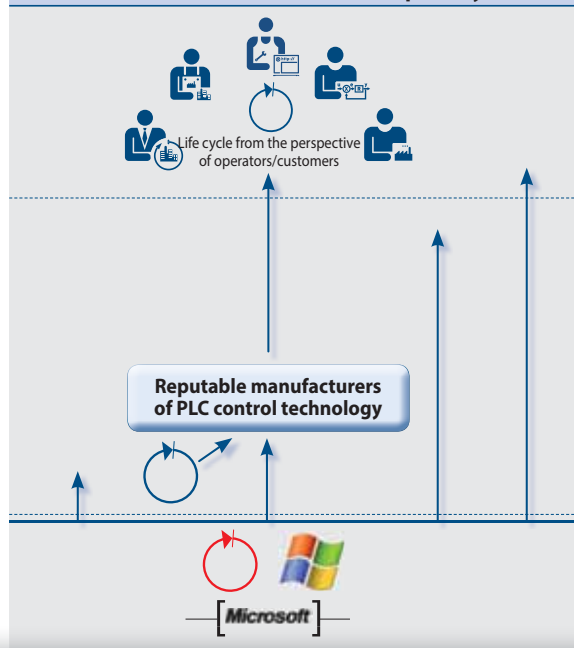 Life cycle from the perspective
of operators/customers
Reputable manufacturers
of PLC control technology
Microsoft